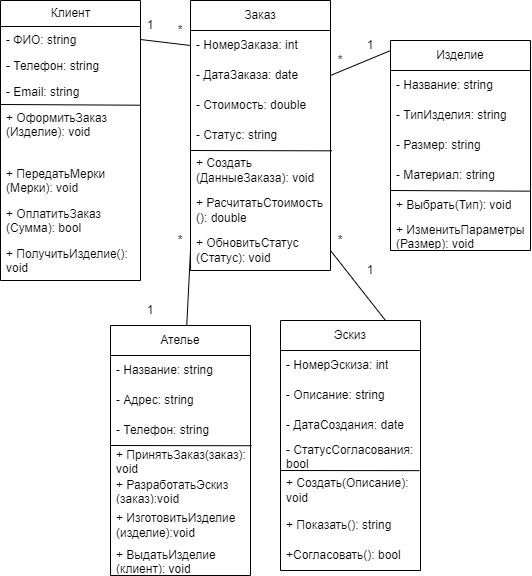 Клиент
- ФИО: string
- Телефон: string
- Email: string
+ ОформитьЗаказ
(Изделие): void
+ ПередатьМерки
(Мерки): void
+ ОплатитьЗаказ
(Сумма): bool
+ ПолучитьИзделие():
void
1
*
Заказ
- НомерЗаказа: int
- ДатаЗаказа: date
- Стоимость: double
- Статус: string
+ Создать
(ДанныеЗаказа): void
+ РасчитатьСтоимость
(): double
+ ОбновитьСтатус
(Статус): void
*
1
Изделие
- Название: string
- ТипИзделия: string
- Размер: string
- Материал: string
+ Выбрать(Тип): void
+ ИзменитьПараметры
(Размер): void
*
1
Ателье
- Название: string
- Адрес: string
- Телефон: string
+ ПринятьЗаказ(заказ):
void
+ РазработатьЭскиз
(заказ):void
+ ИзготовитьИзделие
(изделие):void
+ ВыдатьИзделие
(клиент): void
*
1
Эскиз
- НомерЭскиза: int
- Описание: string
- ДатаСоздания: date
- СтатусСогласования:
bool
+ Создать(Описание):
void
+ Показать(): string
+Согласовать(): bool